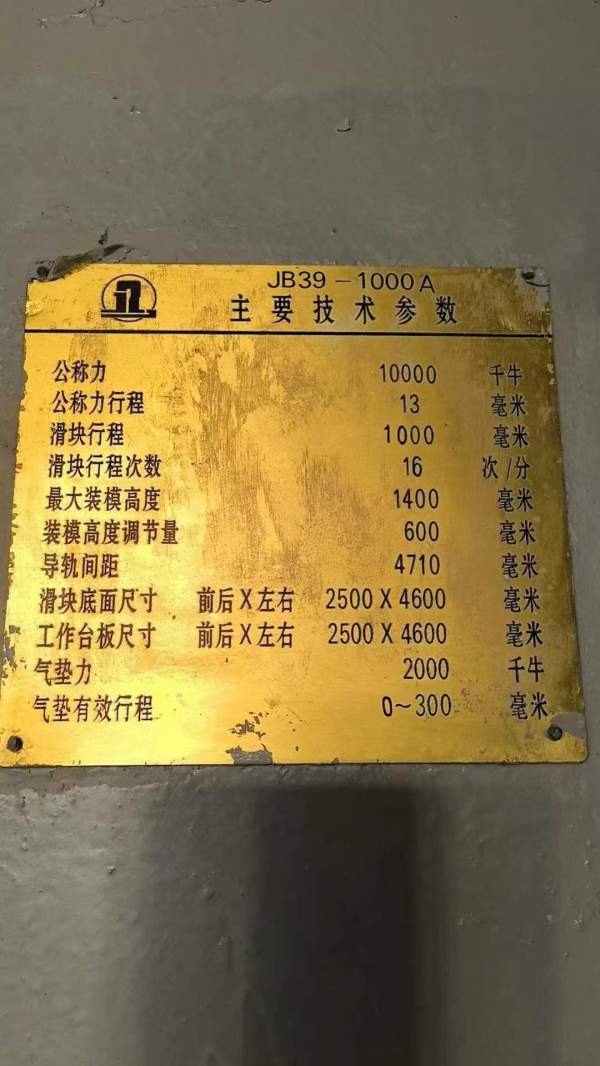 JB39-1000A
主要技术参数
公称力 10000 千牛
公称力行程 13 毫米
滑块行程 1000 毫米
滑块行程次数 16 次/分
最大装模高度 1400 毫米
装模高度调节量 600 毫米
导轨间距 4710 毫米
滑块底面尺寸 前后X左右 2500X4600 毫米
工作台板尺寸 前后X左右 2500X4600 毫米
气垫力 2000 千牛
气垫有效行程 0～300 毫米